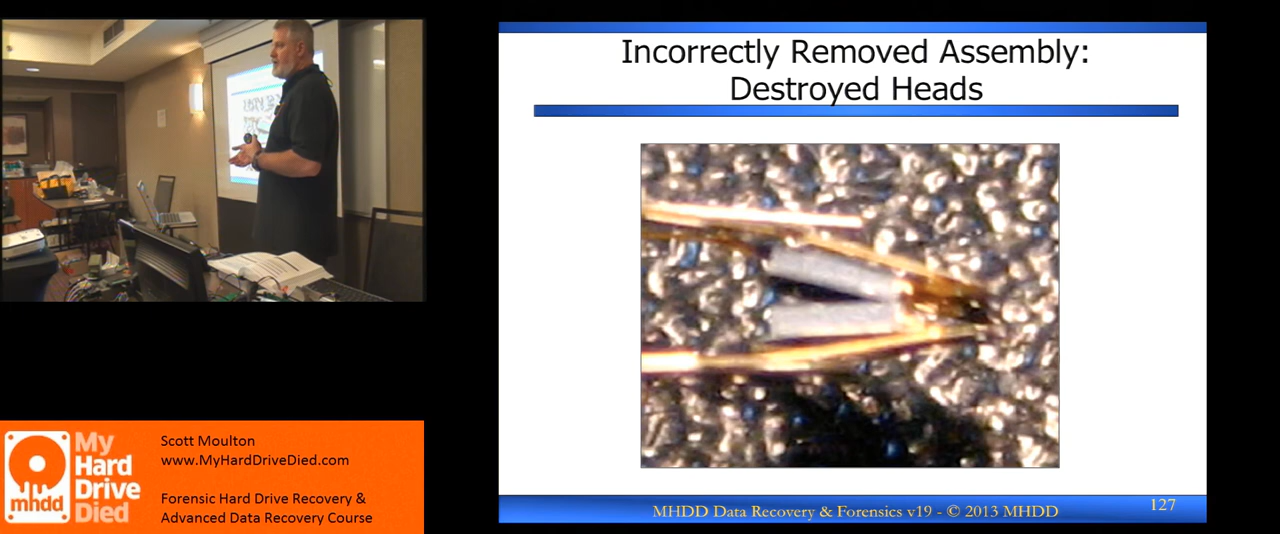 Incorrectly Removed Assembly:
Destroyed Heads
MHDD Data Recovery & Forensics v19 - © 2013 MHDD
127
My
Hard
Drive
Died
mhdd
Scott Moulton
www.MyHardDriveDied.com
Forensic Hard Drive Recovery &
Advanced Data Recovery Course